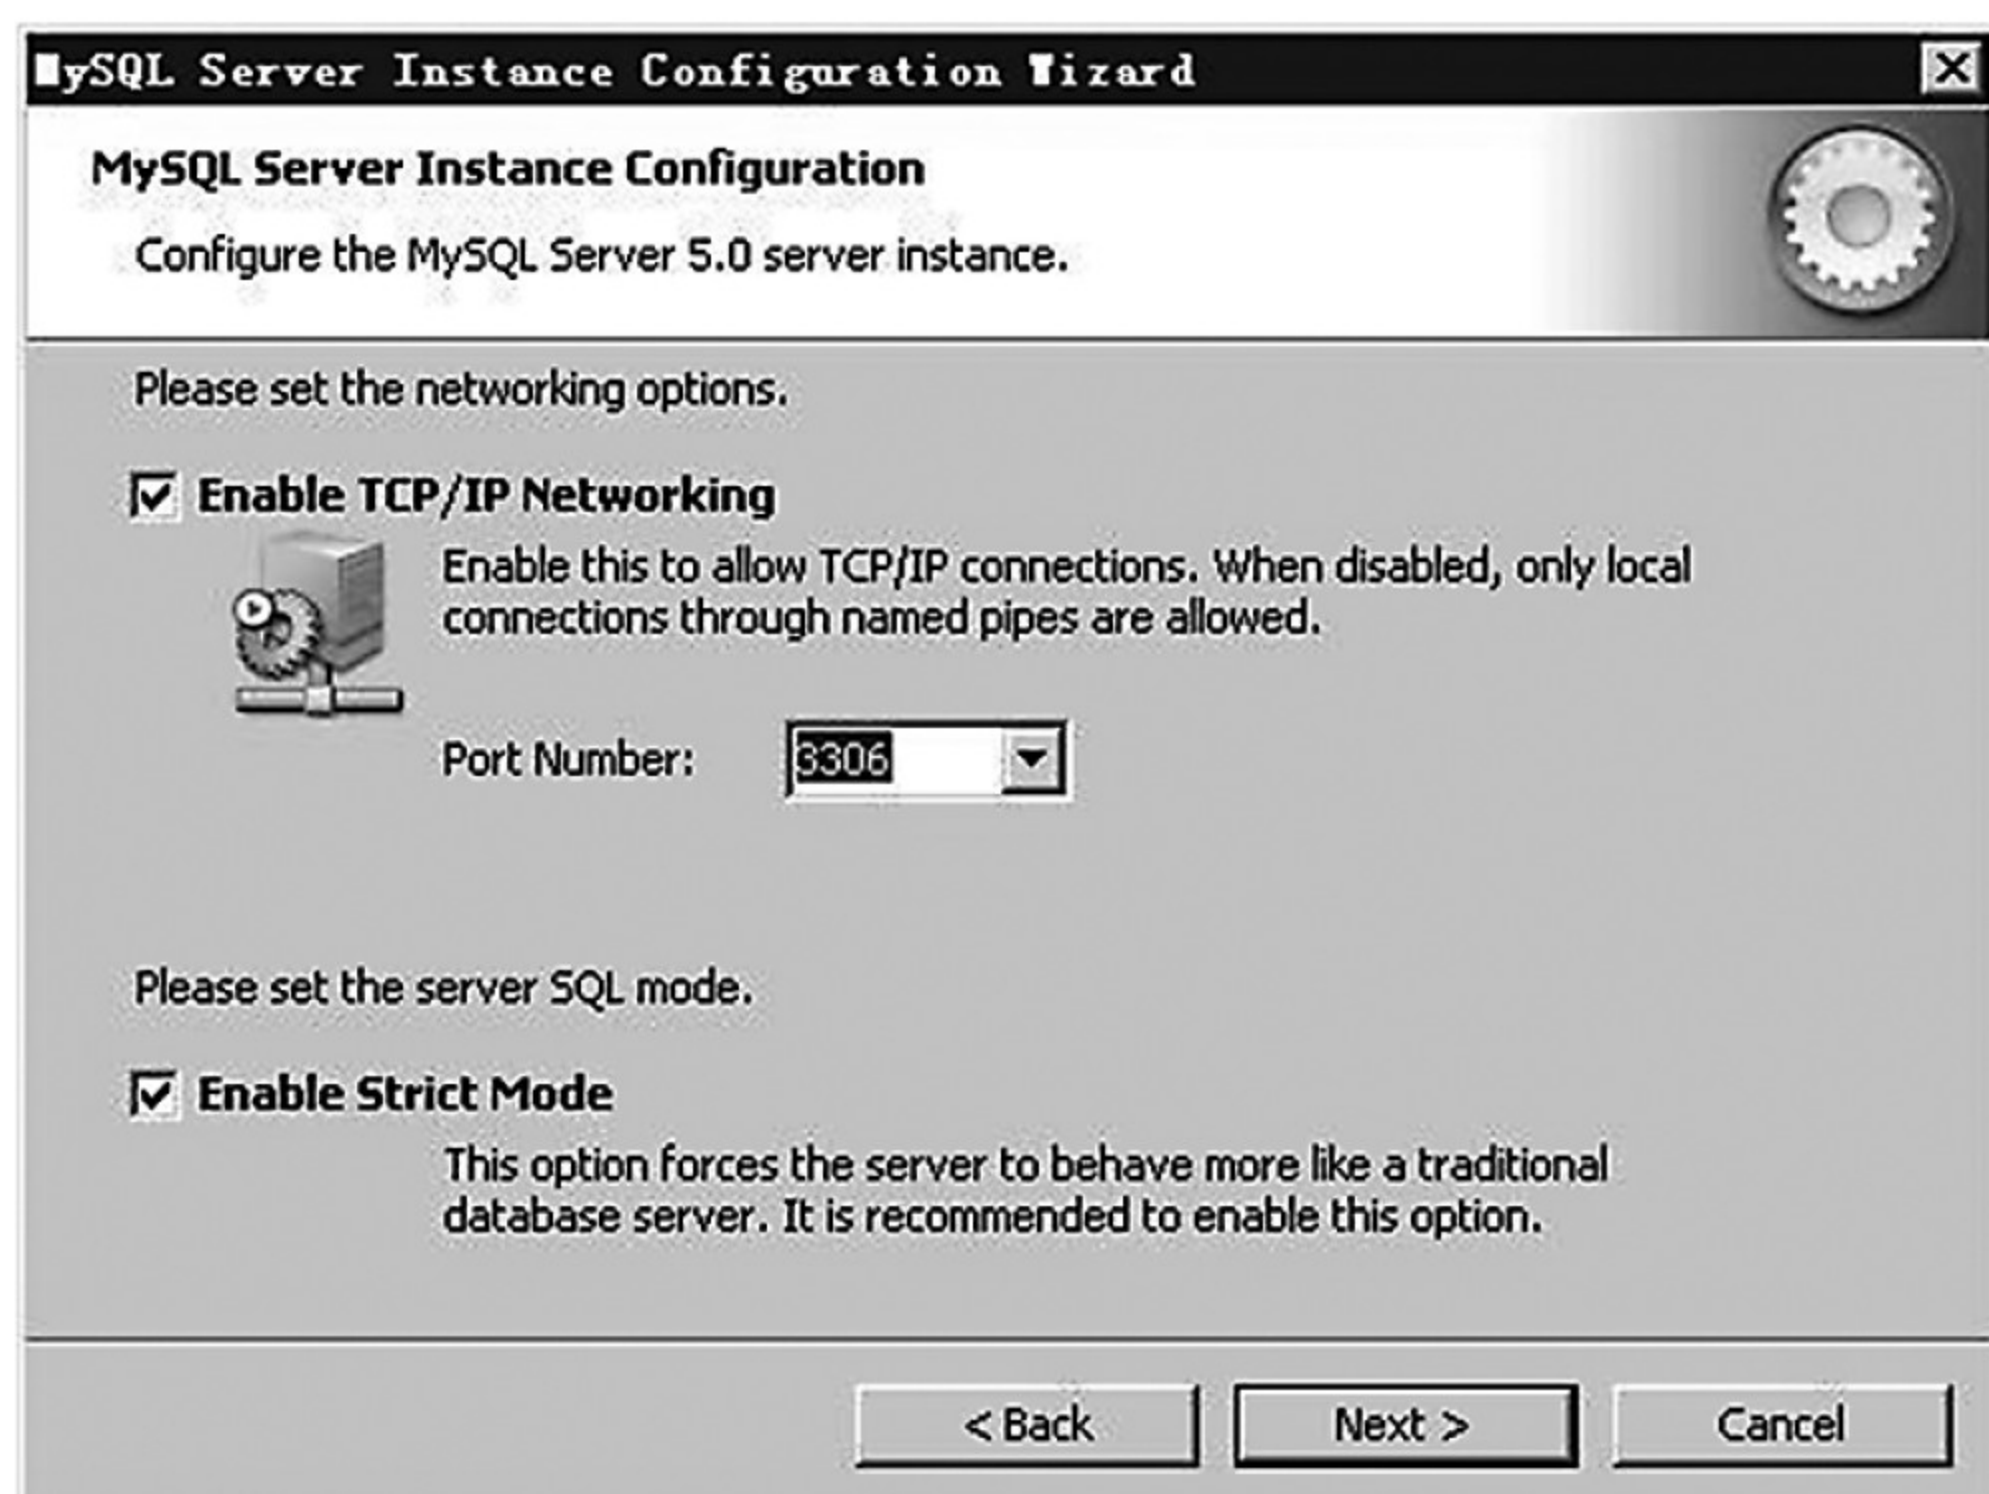 MySQL Server Instance Configuration Wizard
MySQL Server Instance Configuration
Configure the MySQL Server 5.0 server instance.
Please set the networking options.
Enable TCP/IP Networking
Enable this to allow TCP/IP connections. When disabled, only local
connections through named pipes are allowed.
Port Number: 3306
Please set the server SQL mode.
Enable Strict Mode
This option forces the server to behave more like a traditional
database server. It is recommended to enable this option.
< Back Next > Cancel